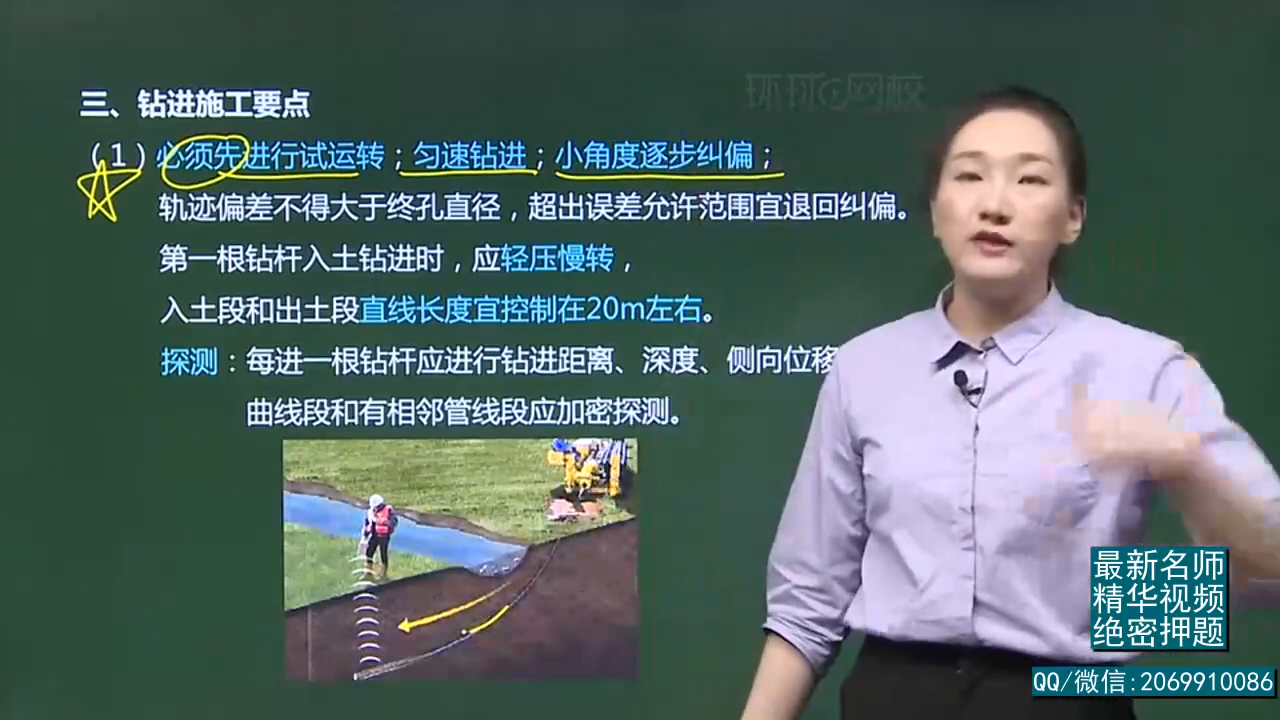 环球e网校
三、钻进施工要点
（1）必须先进行试运转；匀速钻进；小角度逐步纠偏；
轨迹偏差不得大于终孔直径，超出误差允许范围宜退回纠偏。
第一根钻杆入土钻进时，应轻压慢转，
入土段和出土段直线长度宜控制在20m左右。
探测：每进一根钻杆应进行钻进距离、深度、侧向位移
曲线段和有相邻管线段应加密探测。
最新名师
精华视频
绝密押题
QQ/微信:2069910086